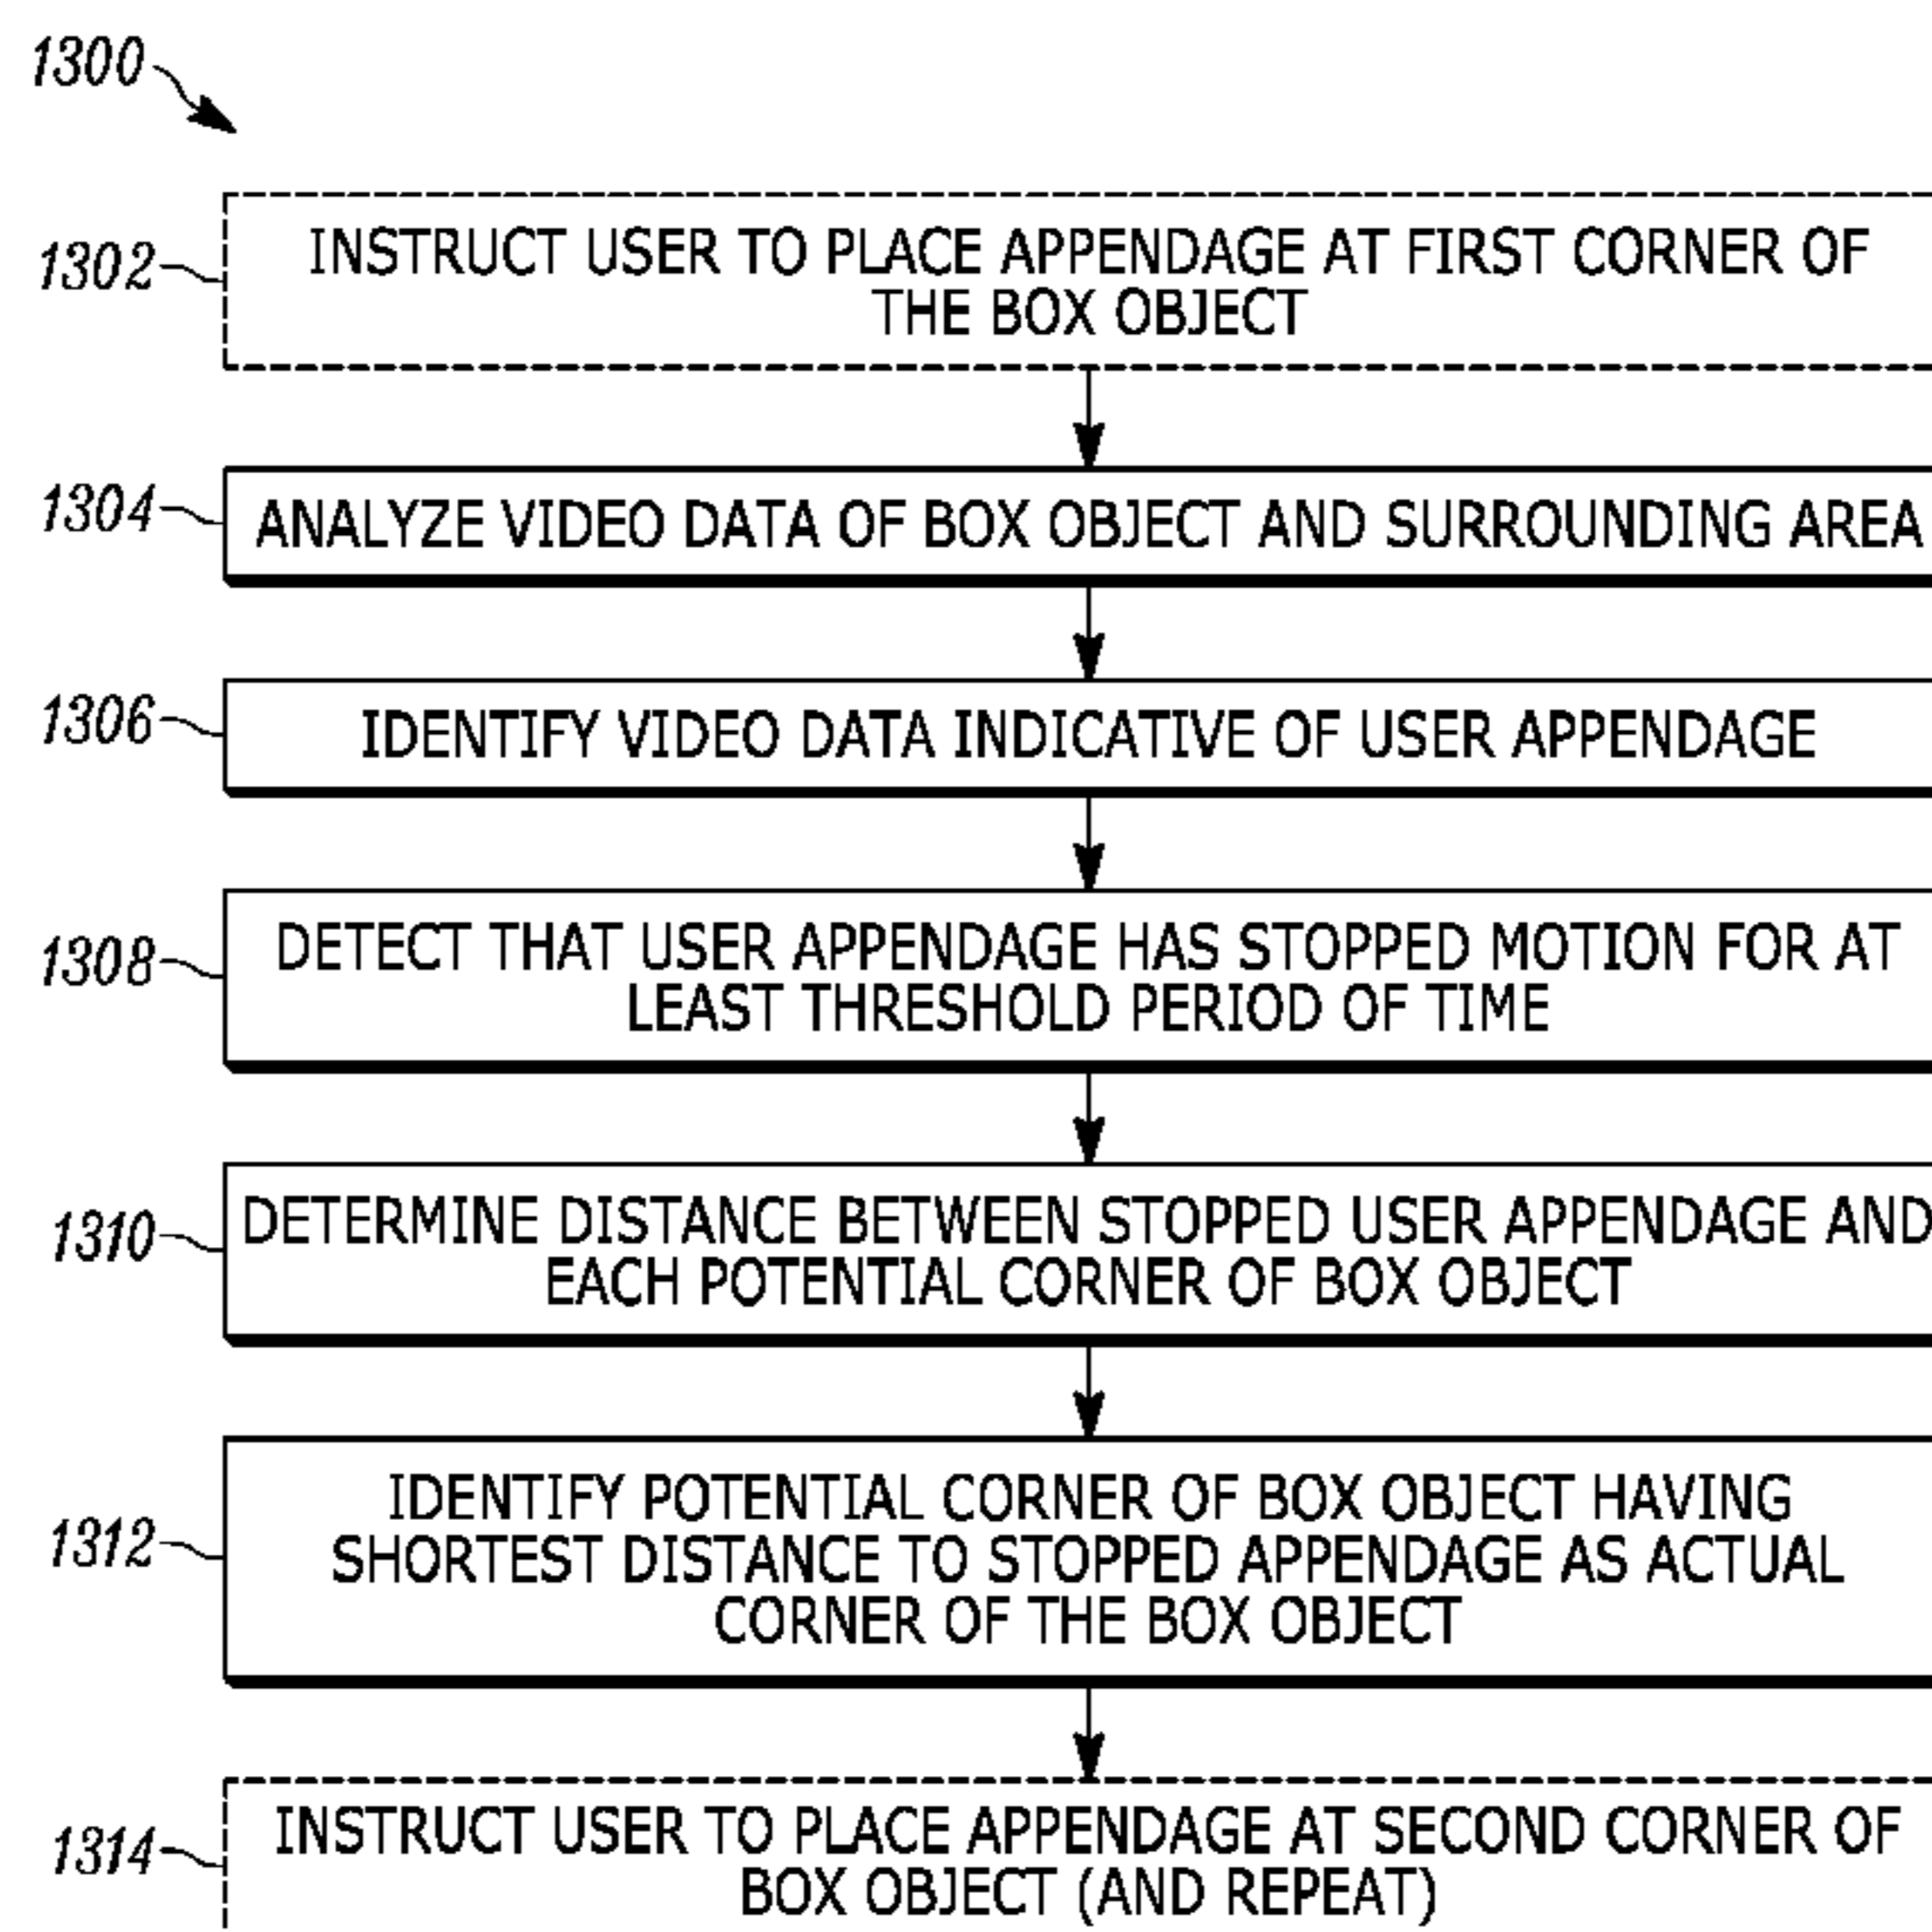 1300
1302
INSTRUCT USER TO PLACE APPENDAGE AT FIRST CORNER OF
THE BOX OBJECT
1304
ANALYZE VIDEO DATA OF BOX OBJECT AND SURROUNDING AREA
1306
IDENTIFY VIDEO DATA INDICATIVE OF USER APPENDAGE
1308
DETECT THAT USER APPENDAGE HAS STOPPED MOTION FOR AT
LEAST THRESHOLD PERIOD OF TIME
1310
DETERMINE DISTANCE BETWEEN STOPPED USER APPENDAGE AND
EACH POTENTIAL CORNER OF BOX OBJECT
1312
IDENTIFY POTENTIAL CORNER OF BOX OBJECT HAVING
SHORTEST DISTANCE TO STOPPED APPENDAGE AS ACTUAL
CORNER OF THE BOX OBJECT
1314
INSTRUCT USER TO PLACE APPENDAGE AT SECOND CORNER OF
BOX OBJECT (AND REPEAT)